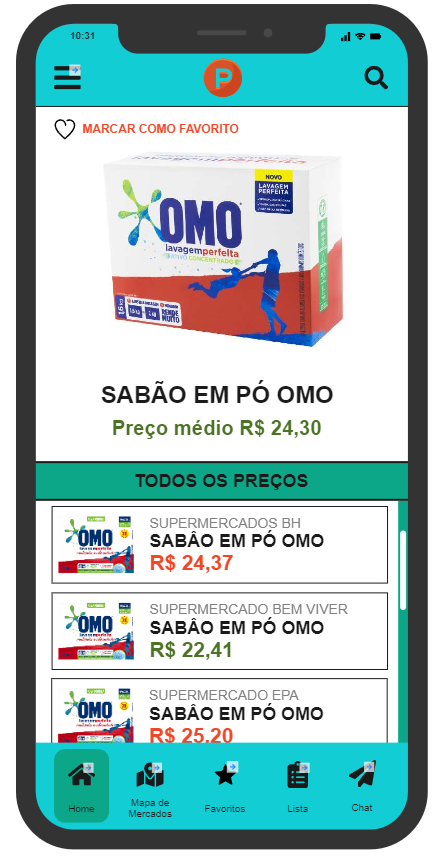 10:31
P
MARCAR COMO FAVORITO
NOVO
LAVAGEM
PERFEITA
OMO
lavagemperfeita
RENDE
MUITO
SABÃO EM PÓ OMO
Preço médio R$ 24,30
TODOS OS PREÇOS
OMO
SUPERMERCADOS BH
SABÂO EM PÓ OMO
R$ 24,37
OMO
SUPERMERCADO BEM VIVER
SABÂO EM PÓ OMO
R$ 22,41
OMO
SUPERMERCADO EPA
SABÂO EM PÓ OMO
R$ 25,20
Home
Mapa de
Mercados
Favoritos
Lista
Chat